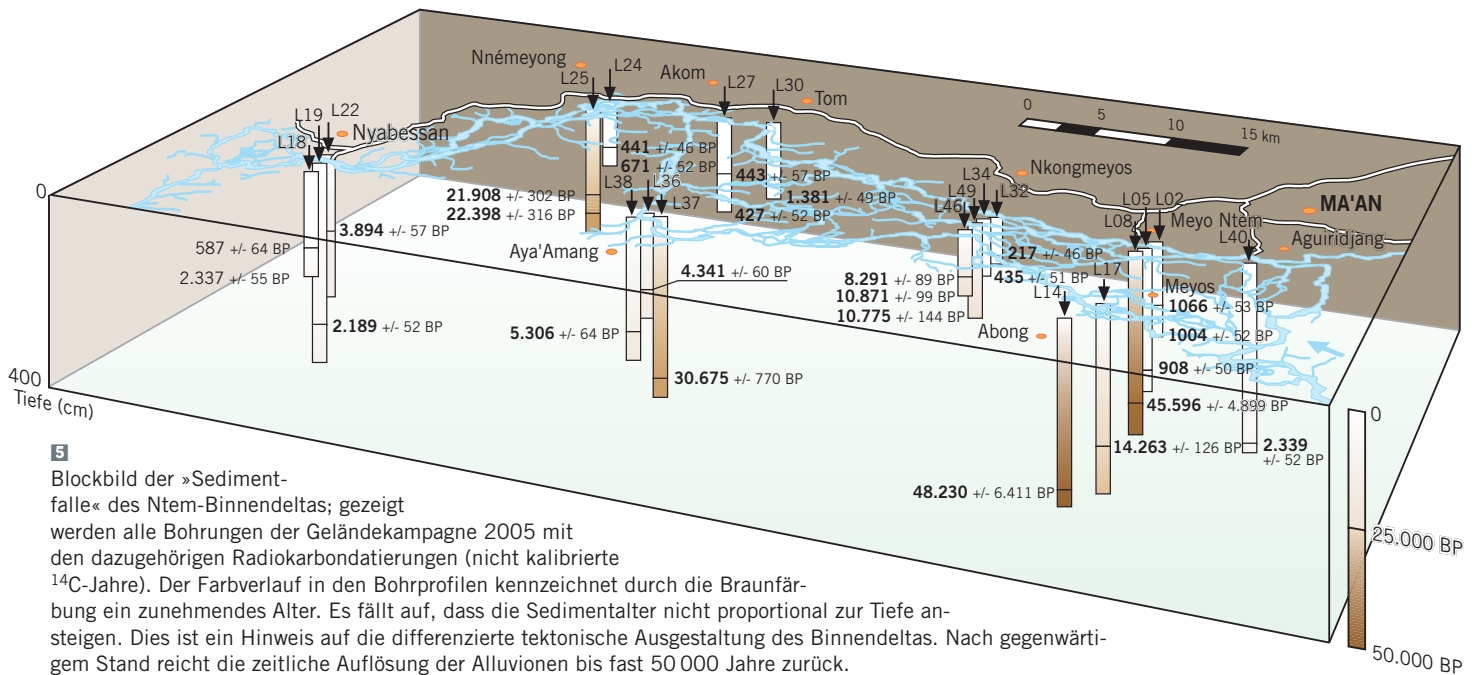 Nnémeyong
L25
L24
Akom
L27
L30
Tom
0
5
10
15 km
L19
L22
L18
Nyabessan
Nkongmeyos
441 +/- 46 BP
671 +/- 52 BP
443 +/- 57 BP
427 +/- 52 BP
1.381 +/- 49 BP
21.908 +/- 302 BP
22.398 +/- 316 BP
L38
L36
L37
L34
L49
L32
L46
L05
L02
L08
Meyo Ntem
MA'AN
L40
Aguiridjang
0
3.894 +/- 57 BP
587 +/- 64 BP
2.337 +/- 55 BP
2.189 +/- 52 BP
Aya'Amang
4.341 +/- 60 BP
5.306 +/- 64 BP
30.675 +/- 770 BP
217 +/- 46 BP
435 +/- 51 BP
8.291 +/- 89 BP
10.871 +/- 99 BP
10.775 +/- 144 BP
L17
L14
Meyos
Abong
1066 +/- 53 BP
1004 +/- 52 BP
908 +/- 50 BP
45.596 +/- 4.899 BP
14.263 +/- 126 BP
2.339
+/- 52 BP
48.230 +/- 6.411 BP
400
Tiefe (cm)
0
25.000 BP
50.000 BP
5
Blockbild der »Sediment-
falle« des Ntem-Binnendeltas; gezeigt
werden alle Bohrungen der Geländekampagne 2005 mit
den dazugehörigen Radiokarbondatierungen (nicht kalibrierte
¹⁴C-Jahre). Der Farbverlauf in den Bohrprofilen kennzeichnet durch die Braunfär-
bung ein zunehmendes Alter. Es fällt auf, dass die Sedimentalter nicht proportional zur Tiefe an-
steigen. Dies ist ein Hinweis auf die differenzierte tektonische Ausgestaltung des Binnendeltas. Nach gegenwärti-
gem Stand reicht die zeitliche Auflösung der Alluvionen bis fast 50 000 Jahre zurück.